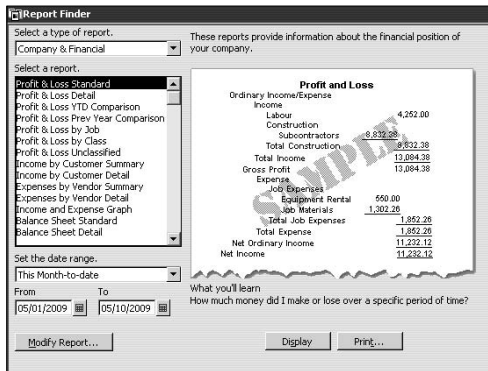 Report Finder
Select a type of report.
Company & Financial
Select a report.
Profit & Loss Standard
Profit & Loss Detail
Profit & Loss YTD Comparison
Profit & Loss Prev Year Comparison
Profit & Loss by Job
Profit & Loss by Class
Profit & Loss Unclassified
Income by Customer Summary
Income by Customer Detail
Expenses by Vendor Summary
Expenses by Vendor Detail
Income and Expense Graph
Balance Sheet Standard
Balance Sheet Detail
Set the date range.
This Month-to-date
From To
05/01/2009 05/10/2009
Modify Report...
These reports provide information about the financial position of
your company.
Profit and Loss
Ordinary Income/Expense
Income
Labour 4,252.00
Construction
Subcontractors 8,832.38
Total Construction 8,832.38
Total Income 13,084.38
Gross Profit 13,084.38
Expense
Job Expenses
Equipment Rental 550.00
Job Materials 1,302.26
Total Job Expenses 1,852.26
Total Expense 1,852.26
Net Ordinary Income 11,232.12
Net Income 11,232.12
SAMPLE
What you'll learn
How much money did I make or lose over a specific period of time?
Display Print...